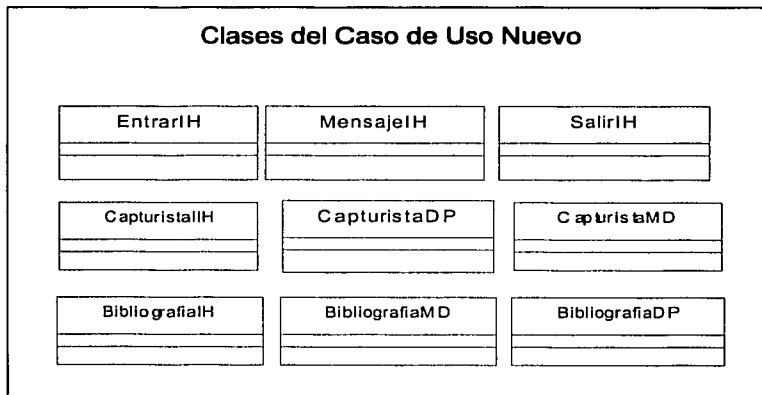 Clases del Caso de Uso Nuevo
EntrarIH MensajeIH SalirIH
CapturistaIIH CapturistaDP CapturistaMD
BibliografiaIH BibliografiaMD BibliografiaDP